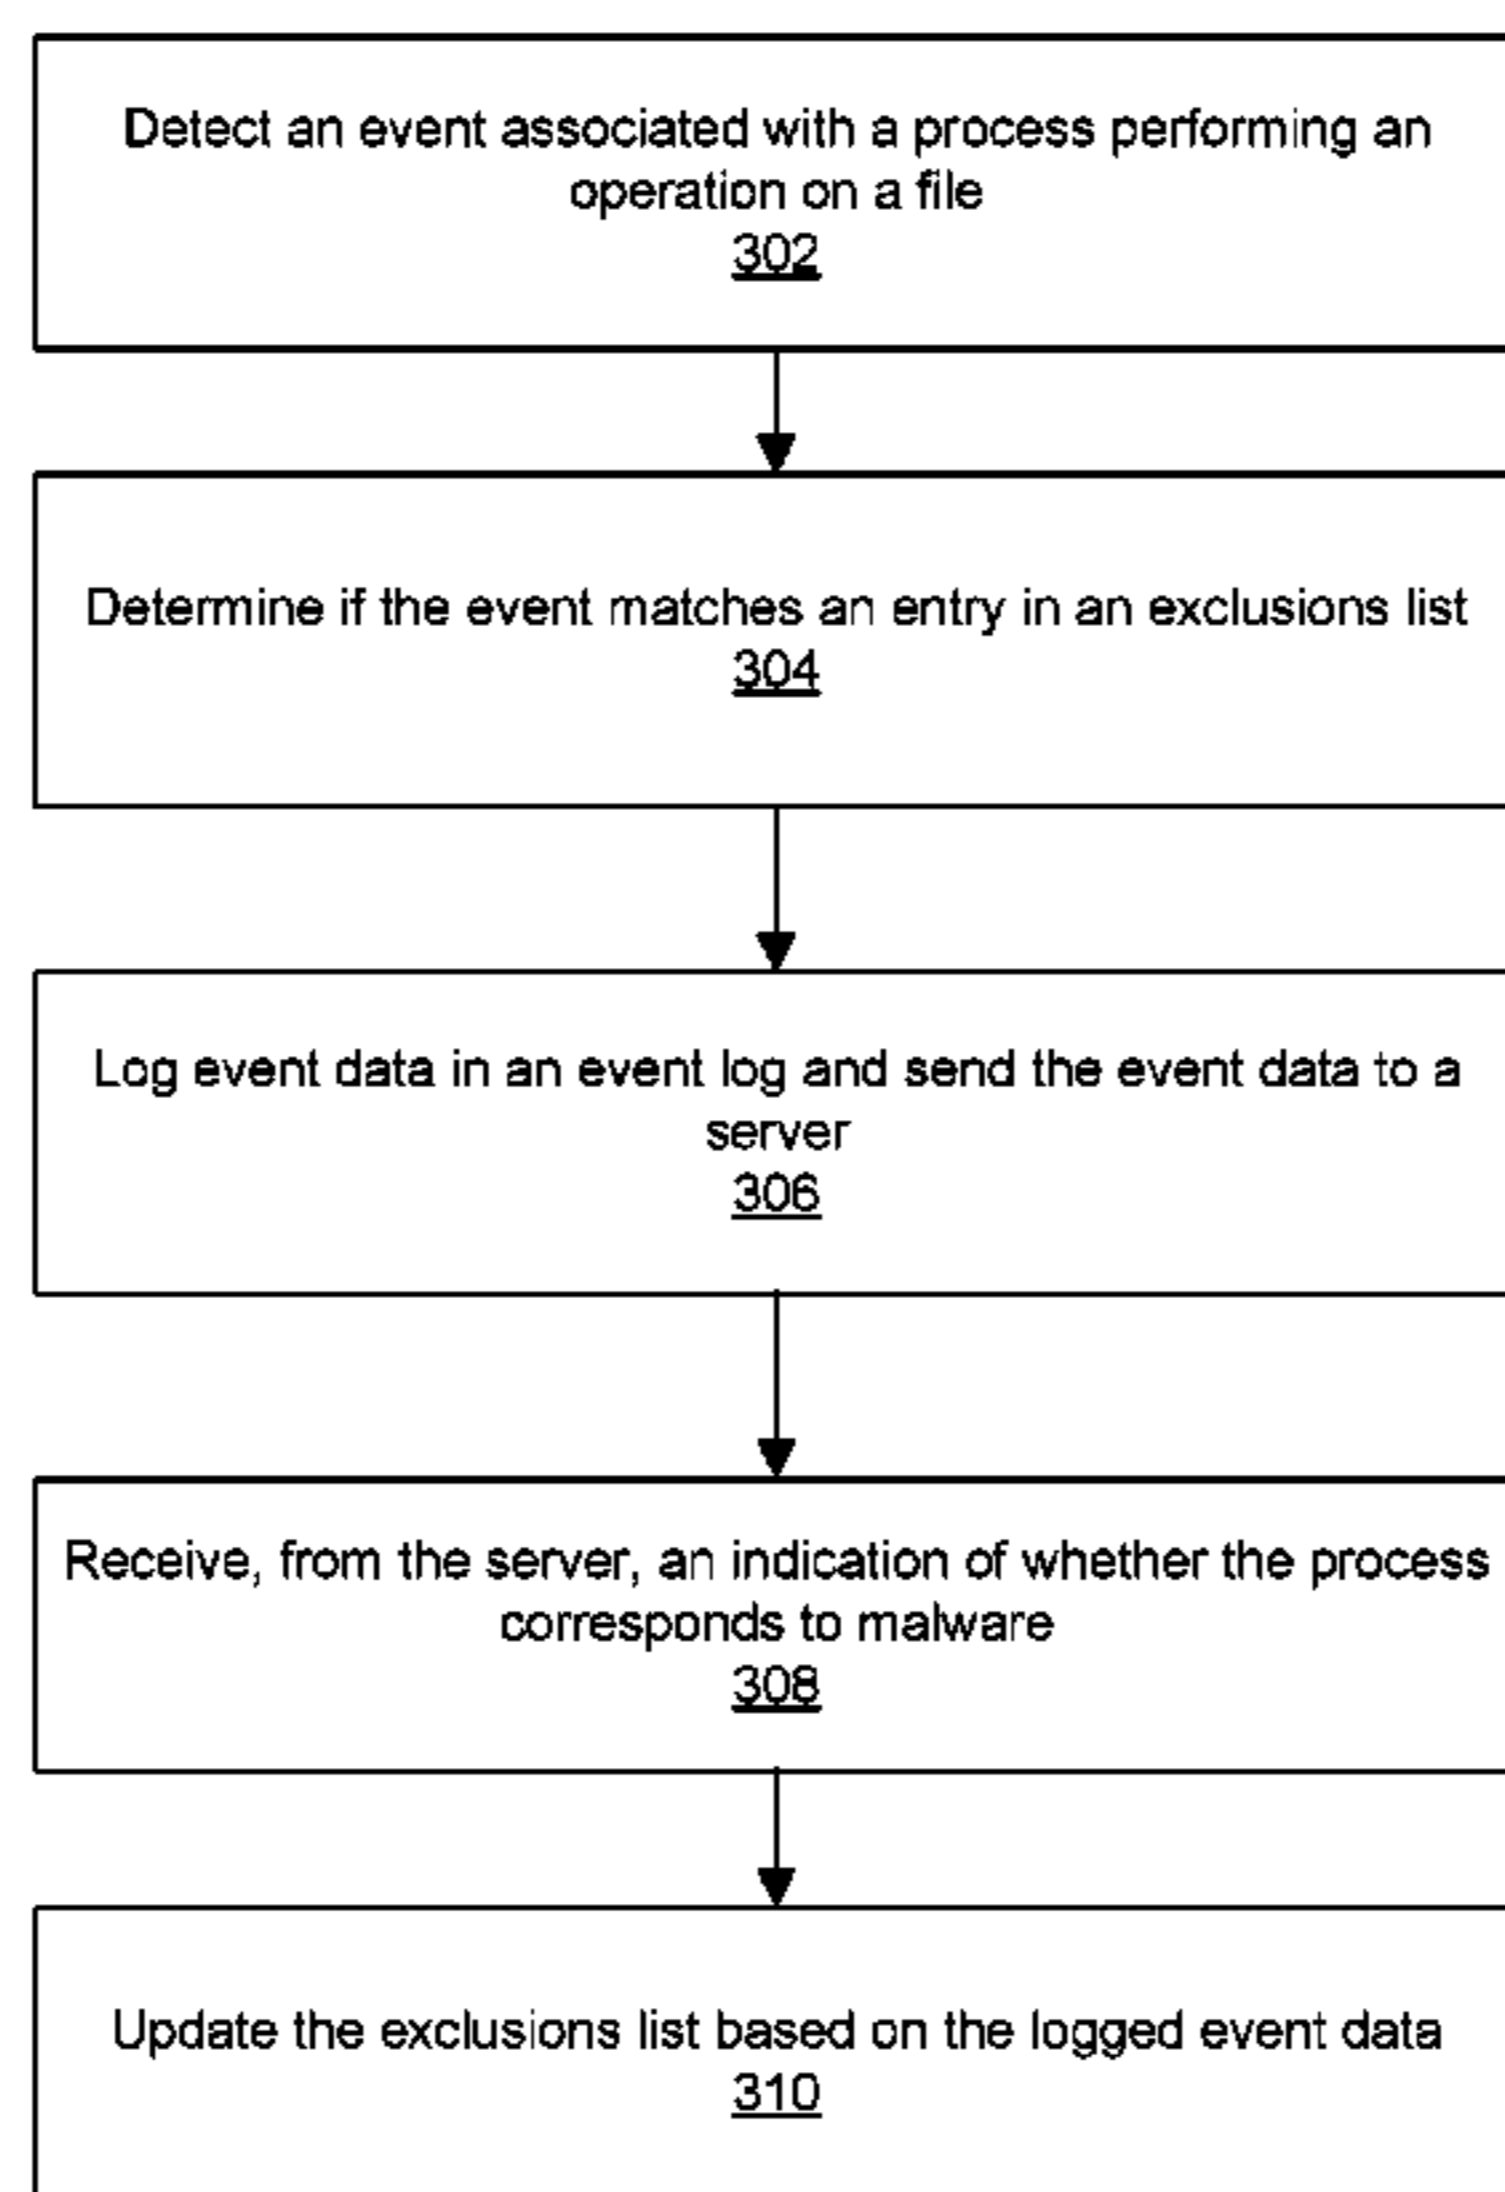 Detect an event associated with a process performing an
operation on a file
302
Determine if the event matches an entry in an exclusions list
304
Log event data in an event log and send the event data to a
server
306
Receive, from the server, an indication of whether the process
corresponds to malware
308
Update the exclusions list based on the logged event data
310